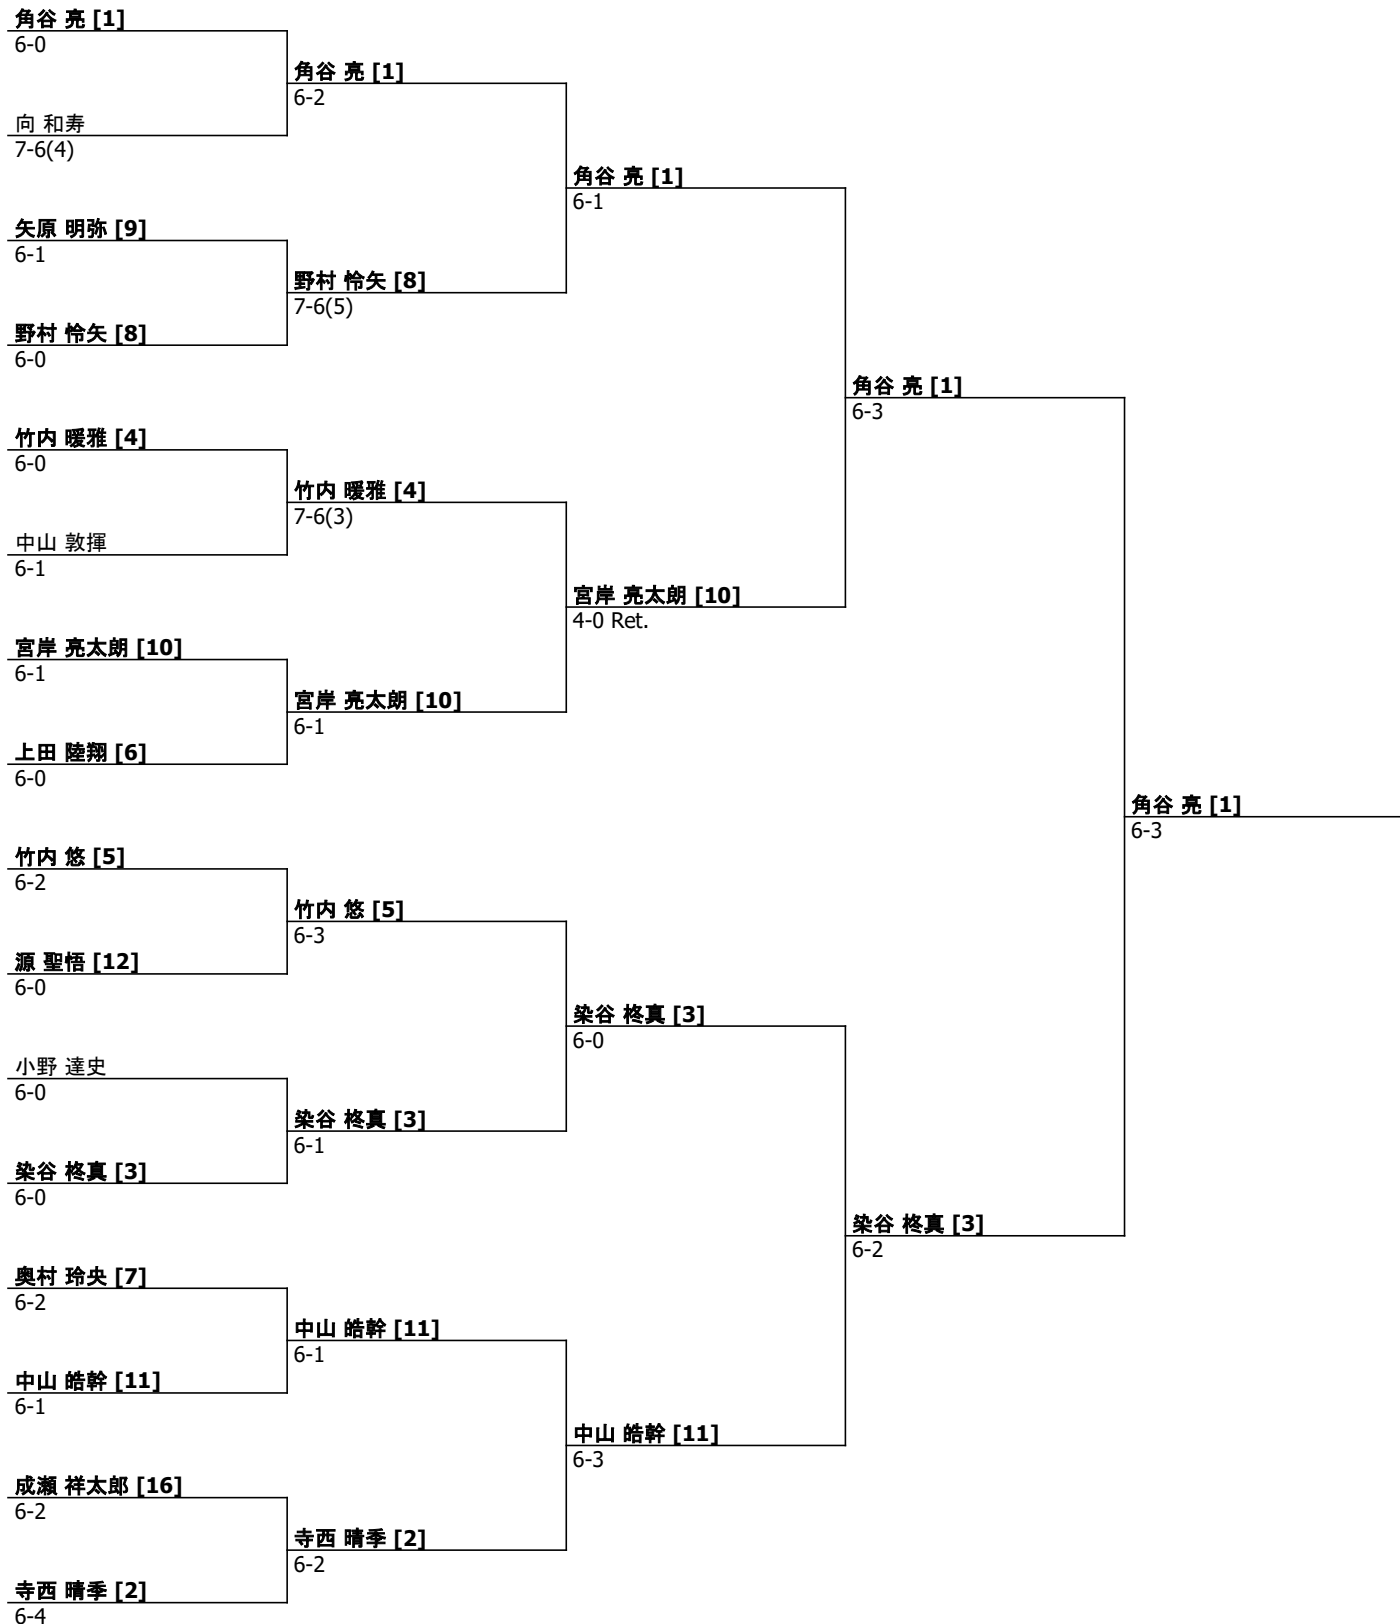 角谷 亮 [1]
6-0
角谷 亮 [1]
6-2
向 和寿
7-6(4)
角谷 亮 [1]
6-1
矢原 明弥 [9]
6-1
野村 怜矢 [8]
7-6(5)
野村 怜矢 [8]
6-0
角谷 亮 [1]
6-3
竹内 暖雅 [4]
6-0
竹内 暖雅 [4]
7-6(3)
中山 敦揮
6-1
宮岸 亮太朗 [10]
4-0 Ret.
宮岸 亮太朗 [10]
6-1
宮岸 亮太朗 [10]
6-1
上田 陸翔 [6]
6-0
角谷 亮 [1]
6-3
竹内 悠 [5]
6-2
竹内 悠 [5]
6-3
源 聖悟 [12]
6-0
染谷 柊真 [3]
6-0
小野 達史
6-0
染谷 柊真 [3]
6-1
染谷 柊真 [3]
6-0
染谷 柊真 [3]
6-2
奥村 玲央 [7]
6-2
中山 皓幹 [11]
6-1
中山 皓幹 [11]
6-1
中山 皓幹 [11]
6-3
成瀬 祥太郎 [16]
6-2
寺西 晴季 [2]
6-2
寺西 晴季 [2]
6-4